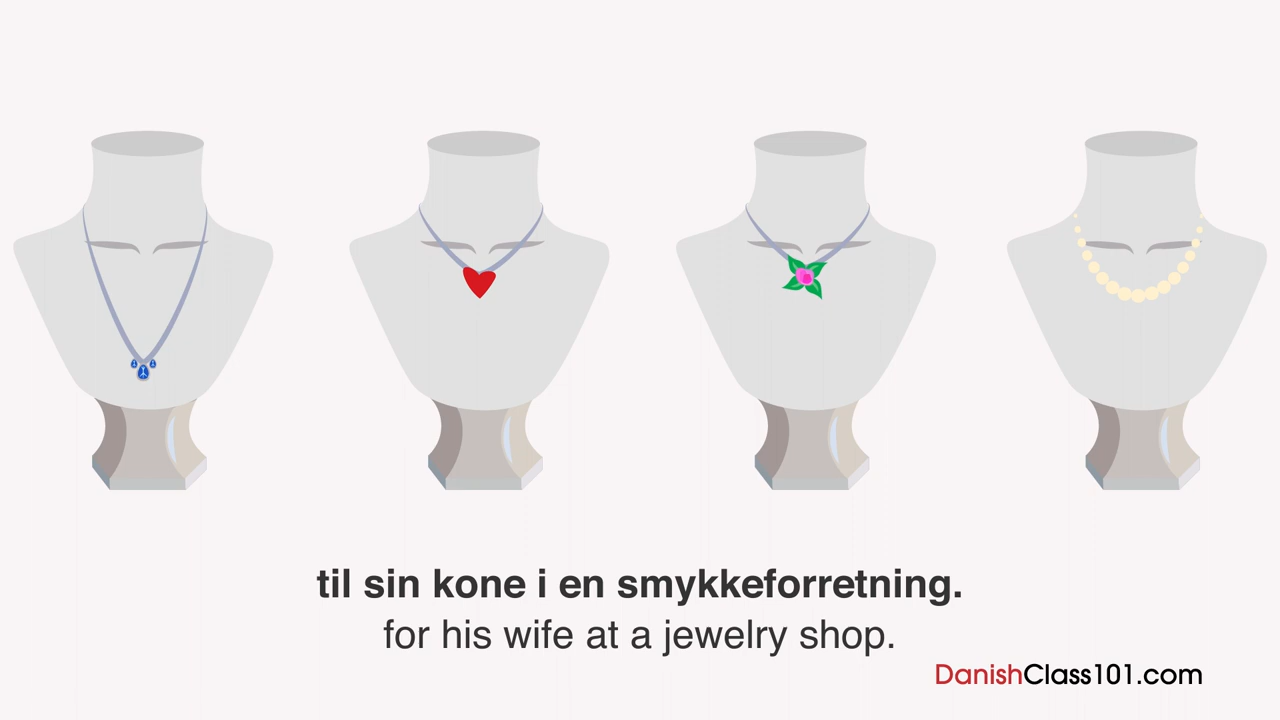 til sin kone i en smykkeforretning.
for his wife at a jewelry shop.
DanishClass101.com